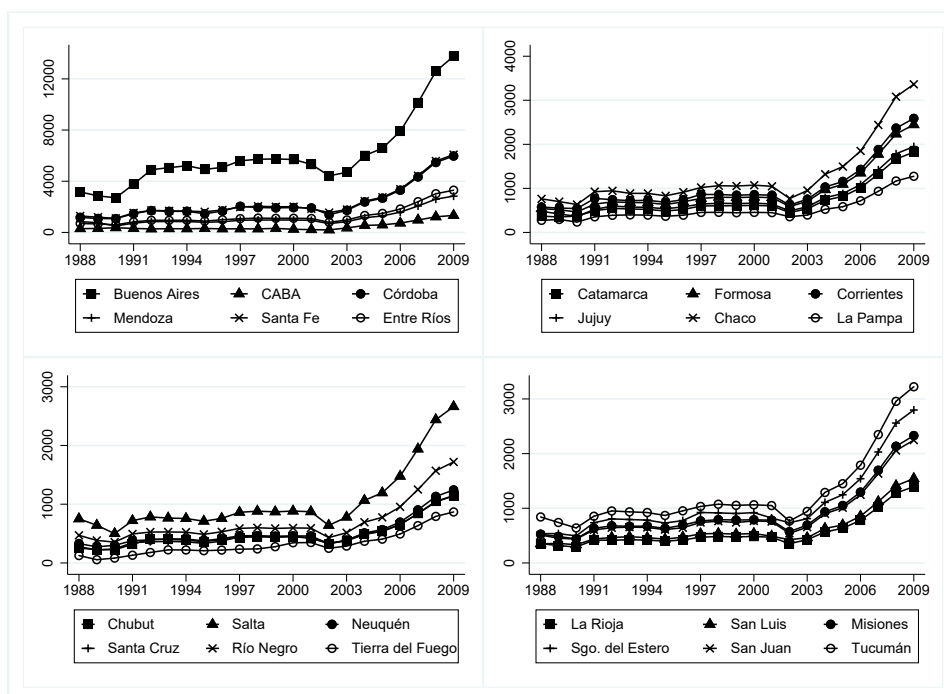 12000
8000
4000
0
1988 1991 1994 1997 2000 2003 2006 2009
Buenos Aires CABA Córdoba
Mendoza Santa Fe Entre Ríos
4000
3000
2000
1000
0
1988 1991 1994 1997 2000 2003 2006 2009
Catamarca Formosa Corrientes
Jujuy Chaco La Pampa
3000
2000
1000
0
1988 1991 1994 1997 2000 2003 2006 2009
Chubut Salta Neuquén
Santa Cruz Río Negro Tierra del Fuego
3000
2000
1000
0
1988 1991 1994 1997 2000 2003 2006 2009
La Rioja San Luis Misiones
Sgo. del Estero San Juan Tucumán